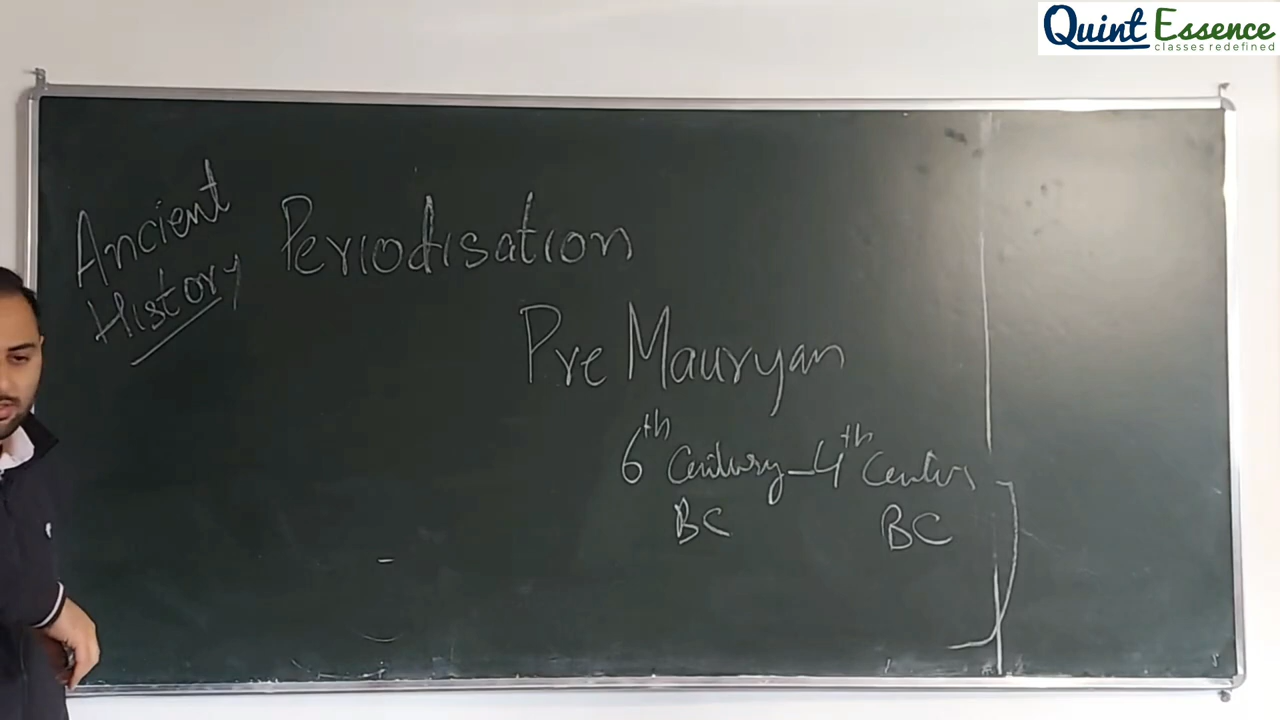 Quint Essence
classes redefined
Ancient
History
Periodisation
Pre Mauryan
6th Century - 4th Century
BC BC